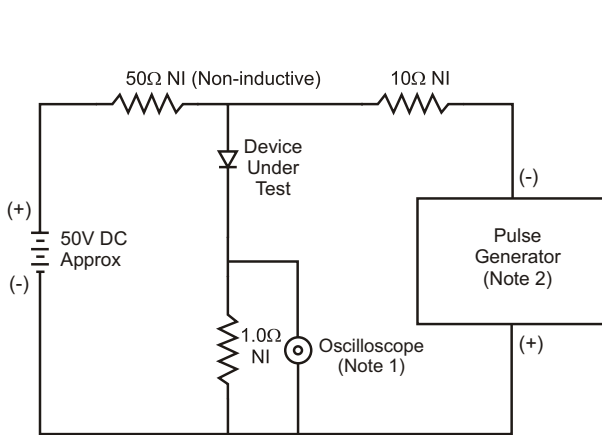 50Ω NI (Non-inductive)
10Ω NI
Device
Under
Test
(-)
(+)
50V DC
Approx
(-)
Pulse
Generator
(Note 2)
1.0Ω
NI
Oscilloscope
(Note 1)
(+)